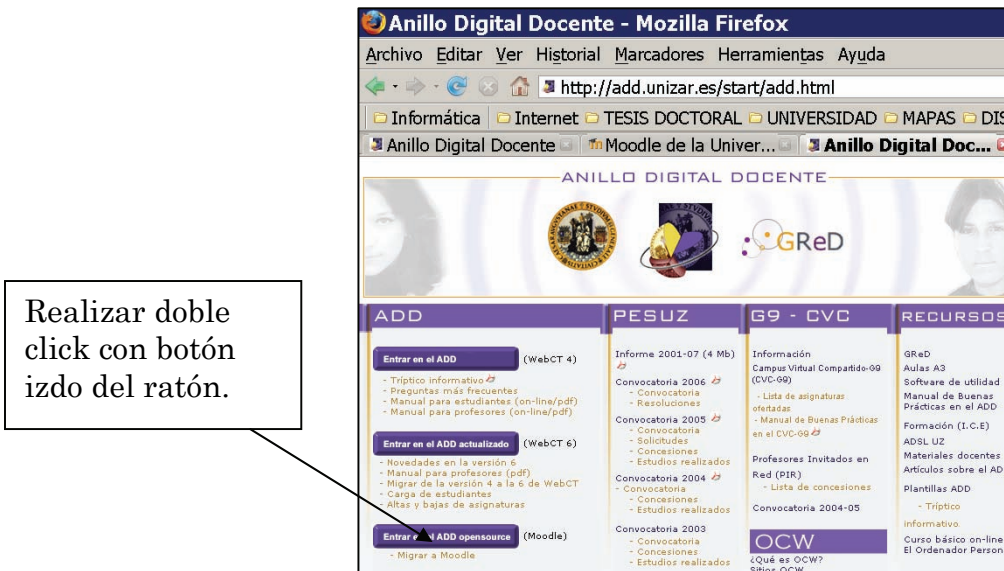 Anillo Digital Docente - Mozilla Firefox
Archivo Editar Ver Historial Marcadores Herramientas Ayuda
http://add.unizar.es/start/add.html
Informática Internet TESIS DOCTORAL UNIVERSIDAD MAPAS DIS
Anillo Digital Docente Moodle de la Univer... Anillo Digital Doc...
ANILLO DIGITAL DOCENTE
GReD
Realizar doble
click con botón
izdo del ratón.
ADD
Entrar en el ADD (WebCT 4)
- Tríptico informativo
- Preguntas más frecuentes
- Manual para estudiantes (on-line/pdf)
- Manual para profesores (on-line/pdf)
Entrar en el ADD actualizado (WebCT 6)
- Novedades en la versión 6
- Manual para profesores (pdf)
- Migrar de la versión 4 a la 6 de WebCT
- Carga de estudiantes
- Altas y bajas de asignaturas
Entrar en el ADD opensource (Moodle)
- Migrar a Moodle
PESUZ
Informe 2001-07 (4 Mb)
Convocatoria 2006
- Convocatoria
- Resoluciones
Convocatoria 2005
- Convocatoria
- Solicitudes
- Concesiones
- Estudios realizados
Convocatoria 2004
- Convocatoria
- Concesiones
- Estudios realizados
Convocatoria 2003
- Convocatoria
- Concesiones
- Estudios realizados
G9 - CVC
Información
Campus Virtual Compartido-G9
(CVC-G9)
- Lista de asignaturas
ofertadas
- Manual de Buenas Prácticas
en el CVC-G9
Profesores Invitados en
Red (PIR)
- Lista de concesiones
Convocatoria 2004-05
OCW
¿Qué es OCW?
Sitios OCW
RECURSOS
GReD
Aulas A3
Software de utilidad
Manual de Buenas
Prácticas en el ADD
Formación (I.C.E)
ADSL UZ
Materiales docentes
Artículos sobre el AD
Plantillas ADD
- Tríptico
informativo
Curso básico on-line
El Ordenador Person